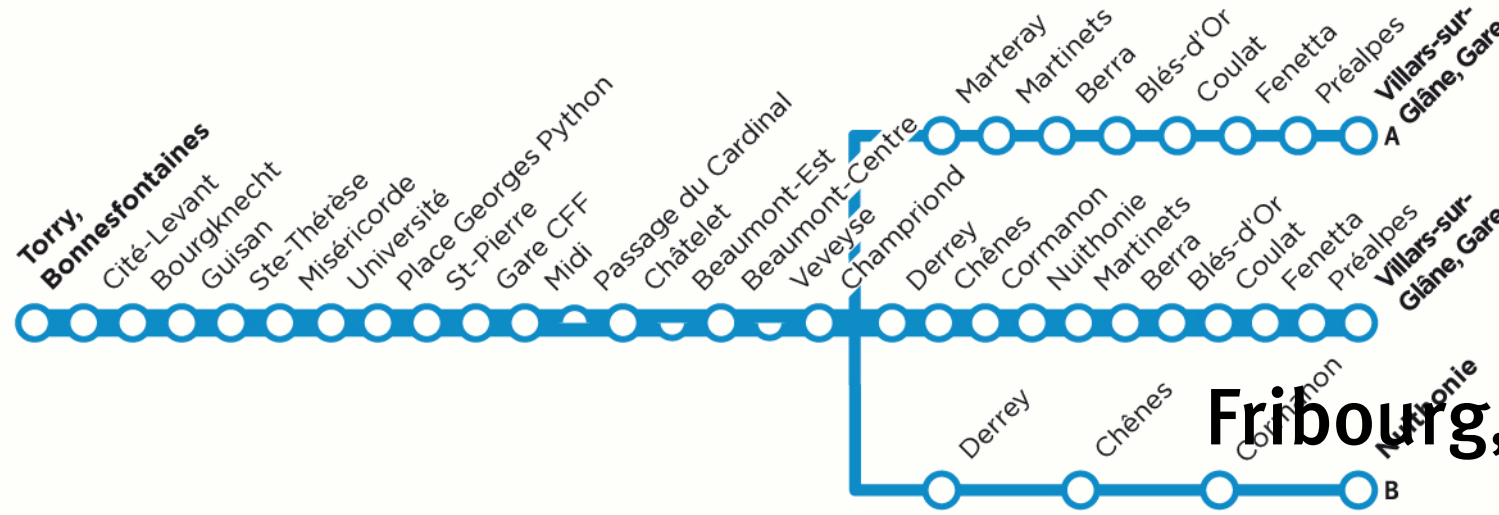 Marteray
Martinets
Berra
Blés-d'Or
Coulat
Fenetta
Préalpes
Villars-sur-
Glâne, Gare
A
Torry,
Bonnesfontaines
Cité-Levant
Bourgknecht
Guisan
Ste-Thérèse
Miséricorde
Université
Place Georges Python
St-Pierre
Gare CFF
Midi
Passage du Cardinal
Châtelet
Beaumont-Est
Beaumont-Centre
Veveyse
Champriond
Derrey
Chênes
Cormanon
Nuithonie
Martinets
Berra
Blés-d'Or
Coulat
Fenetta
Préalpes
Villars-sur-
Glâne, Gare
Derrey
Chênes
Cormanon
Nuithonie
B
Fribourg,